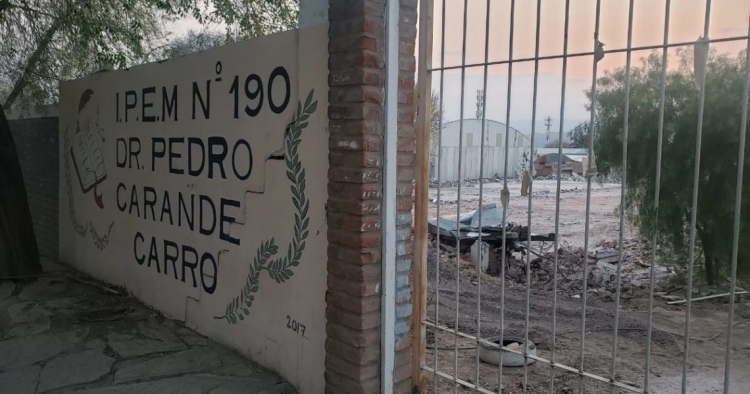 I.P.E.M Nº 190
DR. PEDRO
CARANDE
CARRO
2017